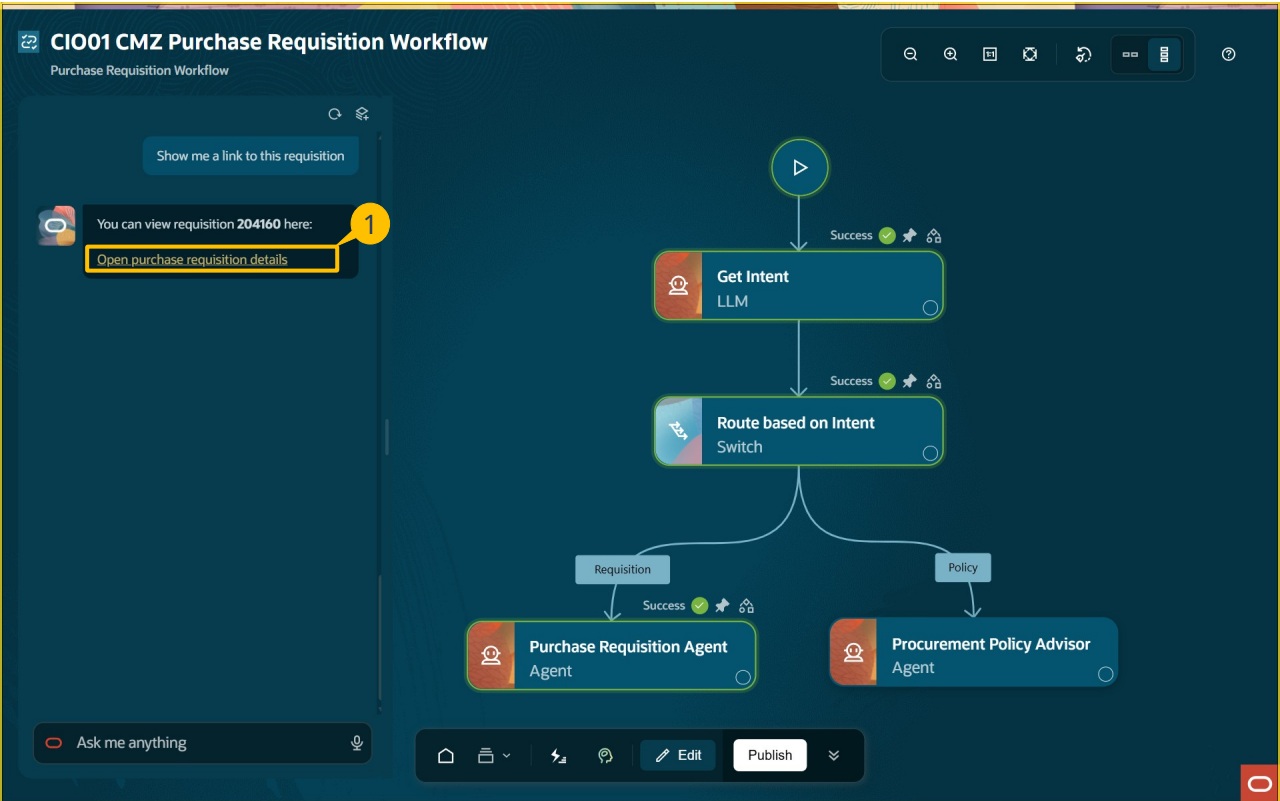 CIO01 CMZ Purchase Requisition Workflow
Purchase Requisition Workflow
1:1
Show me a link to this requisition
You can view requisition 204160 here:
1
Open purchase requisition details
Success
Get Intent
LLM
Success
Route based on Intent
Switch
Requisition
Policy
Success
Purchase Requisition Agent
Agent
Procurement Policy Advisor
Agent
Ask me anything
Edit
Publish